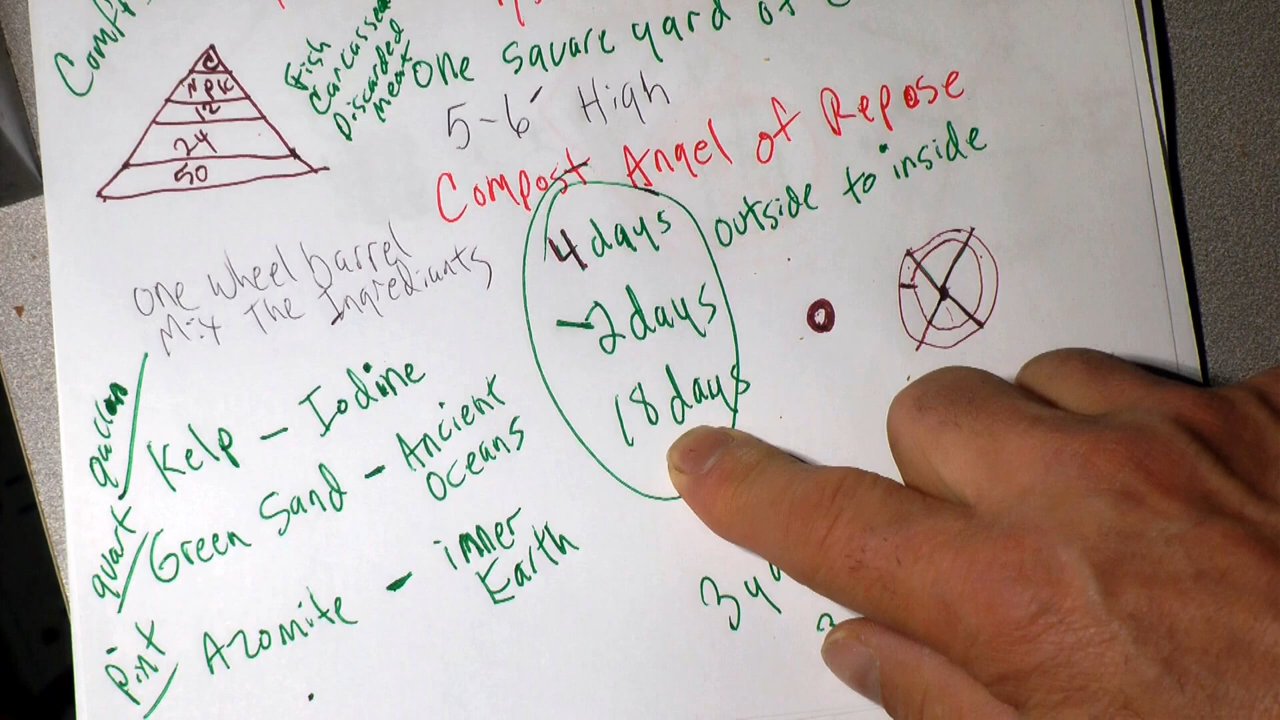 Fish
Carcasses
Discarded
meat
one square yard of
5-6' High
Compost Angel of Repose
C
NPK
12
24
50
4 days
outside to inside
-2 days
18 days
one wheel barrel
Mix The Ingrediants
gallon
Kelp - Iodine
quart
Green Sand - Ancient
Oceans
pint
Azomite - inner
Earth